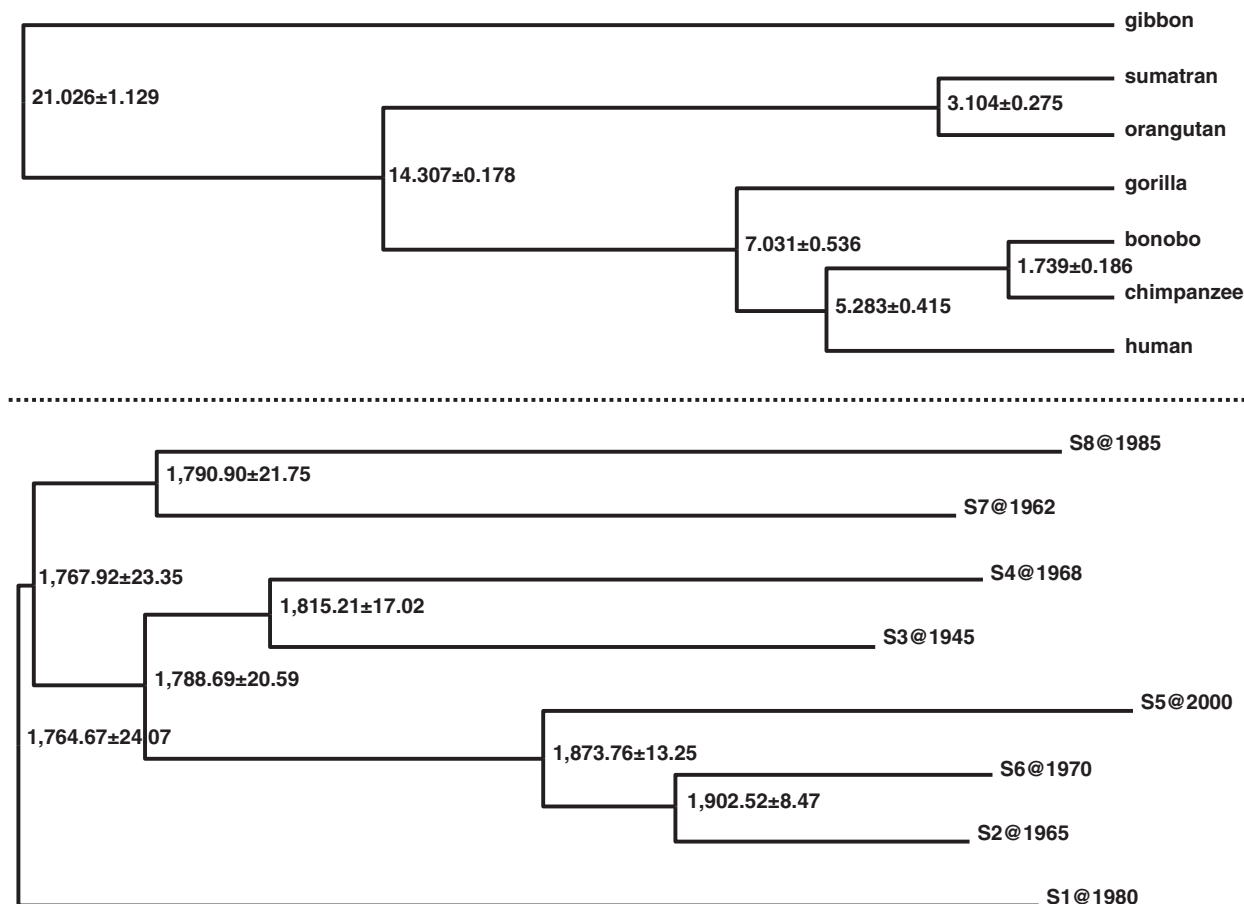 gibbon
sumatran
21.026±1.129
3.104±0.275
orangutan
14.307±0.178
gorilla
bonobo
7.031±0.536
1.739±0.186
chimpanzee
5.283±0.415
human
S8@1985
1,790.90±21.75
S7@1962
S4@1968
1,767.92±23.35
1,815.21±17.02
S3@1945
1,788.69±20.59
S5@2000
1,764.67±24.07
1,873.76±13.25
S6@1970
1,902.52±8.47
S2@1965
S1@1980